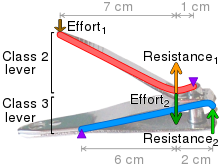 7 cm
1 cm
Effort1
Class 2
lever
Resistance1
Class 3
lever
Effort2
Resistance2
6 cm
2 cm